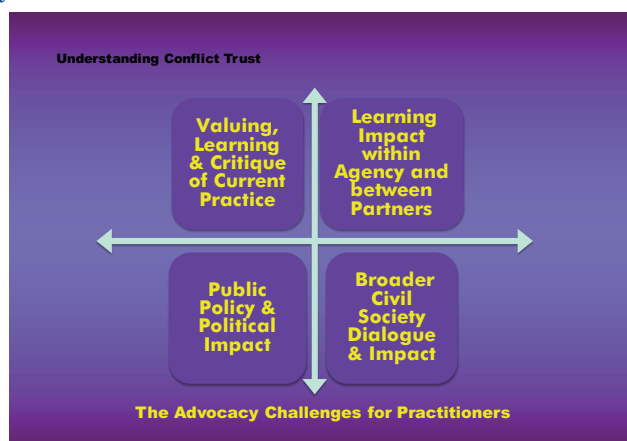 Understanding Conflict Trust
Valuing,
Learning
& Critique
of Current
Practice
Learning
Impact
within
Agency and
between
Partners
Public
Policy &
Political
Impact
Broader
Civil
Society
Dialogue
& Impact
The Advocacy Challenges for Practitioners